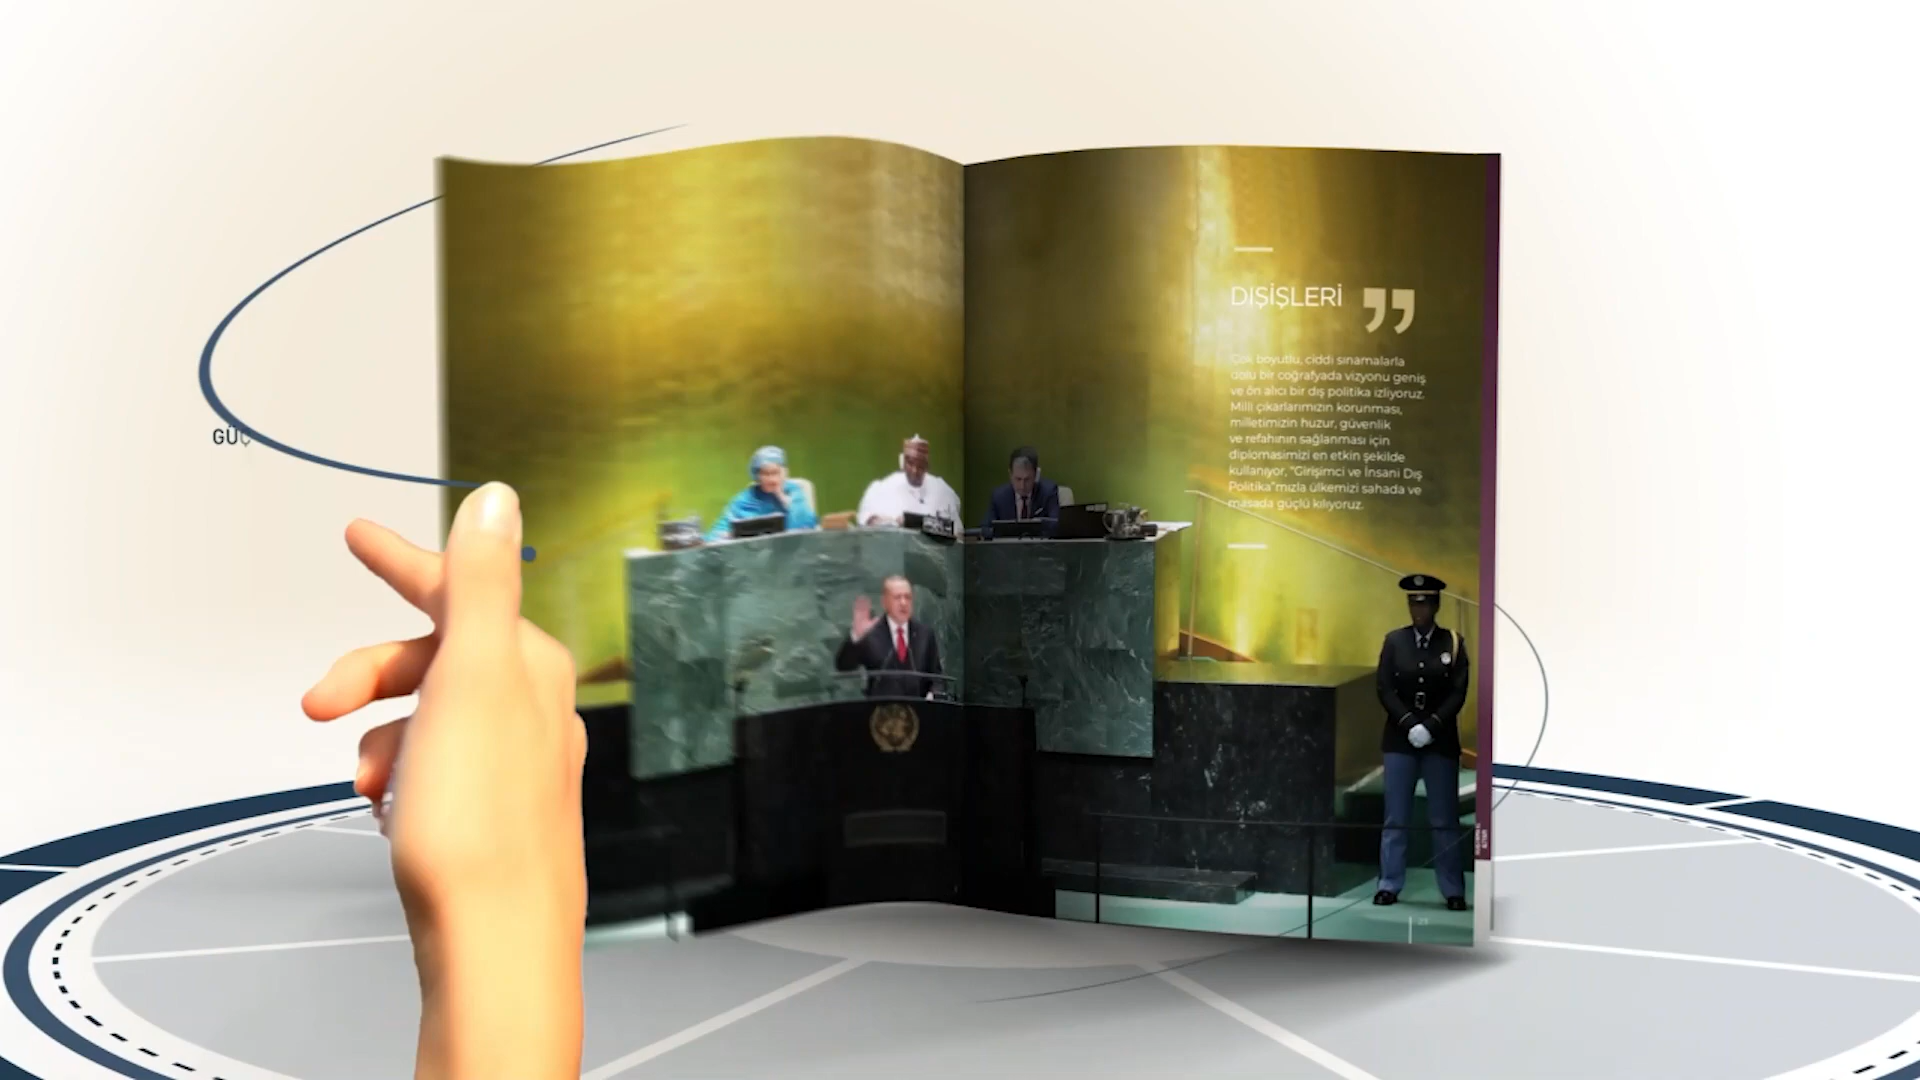 GÜÇ
DIŞİŞLERİ
Çok boyutlu, ciddi sınamalarla
dolu bir coğrafyada vizyonu geniş
ve ön alıcı bir dış politika izliyoruz.
Milli çıkarlarımızın korunması,
milletimizin huzur, güvenlik
ve refahının sağlanması için
diplomasimizi en etkin şekilde
kullanıyor, "Girişimci ve İnsani Dış
Politika"mızla ülkemizi sahada ve
masada güçlü kılıyoruz.